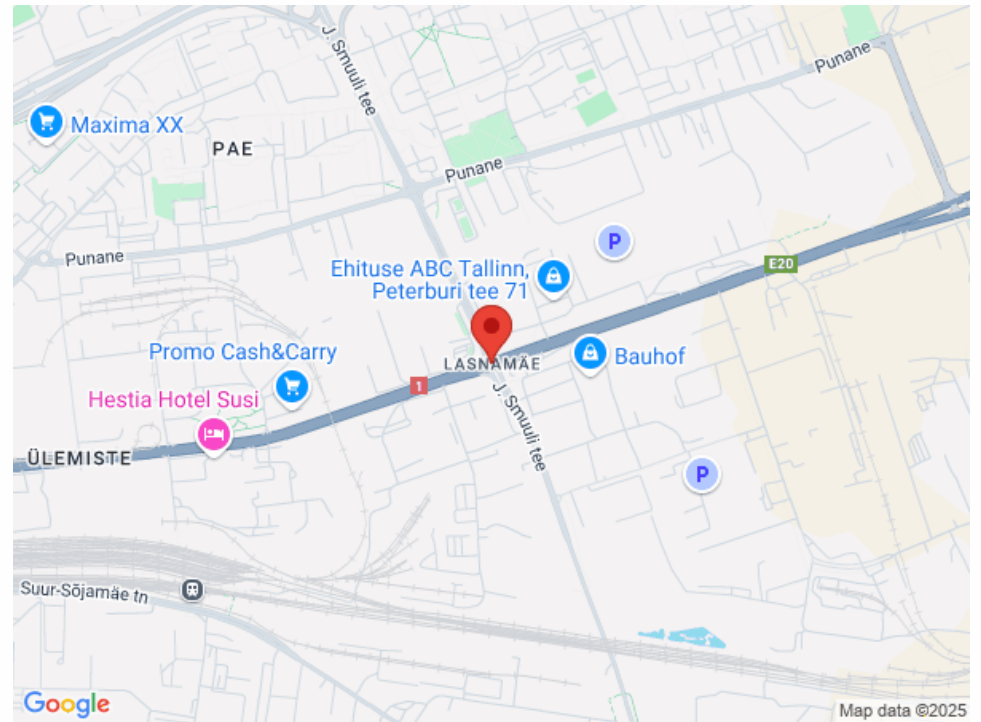 J. Smuuli tee
Punane
Maxima XX
PAE
Punane
Punane
P
Ehituse ABC Tallinn,
Peterburi tee 71
E20
Promo Cash&Carry
LASNAMÄE
Bauhof
1
Hestia Hotel Susi
J. Smuuli tee
ÜLEMISTE
P
Suur-Sõjamäe tn
Google
Map data ©2025